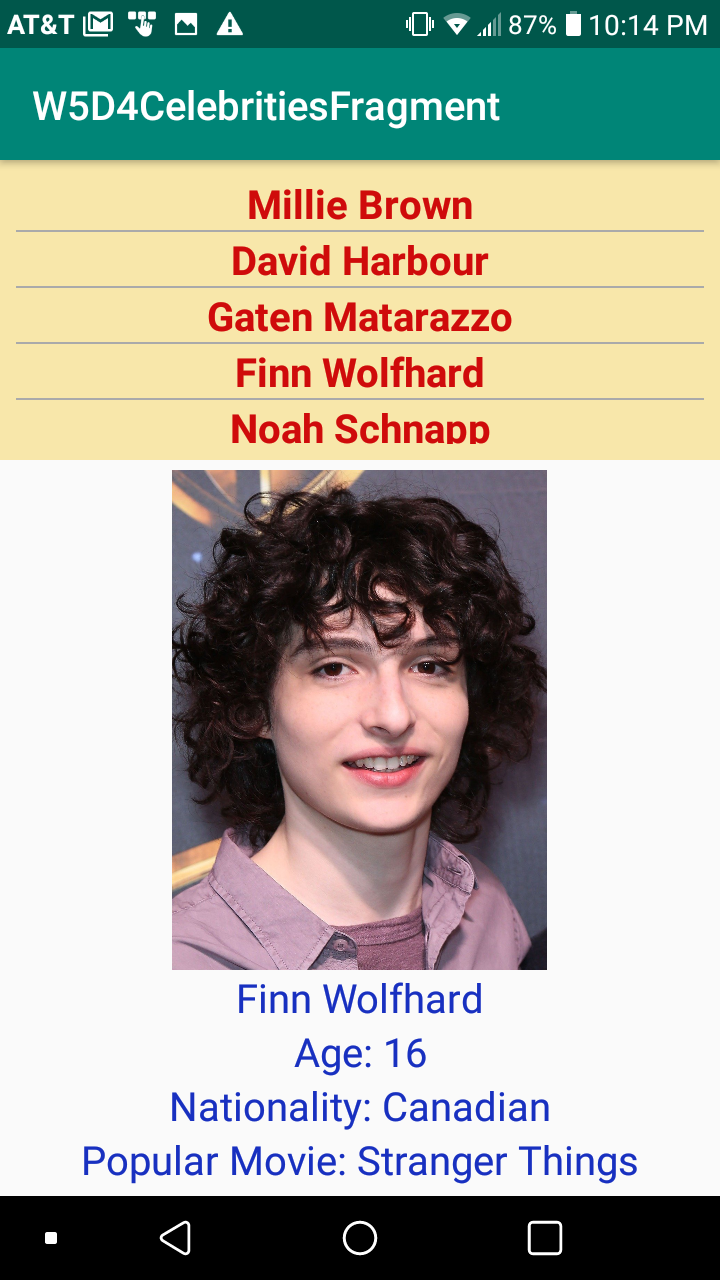 AT&T 87% 10:14 PM
W5D4CelebritiesFragment
Millie Brown
David Harbour
Gaten Matarazzo
Finn Wolfhard
Noah Schnapp
Finn Wolfhard
Age: 16
Nationality: Canadian
Popular Movie: Stranger Things